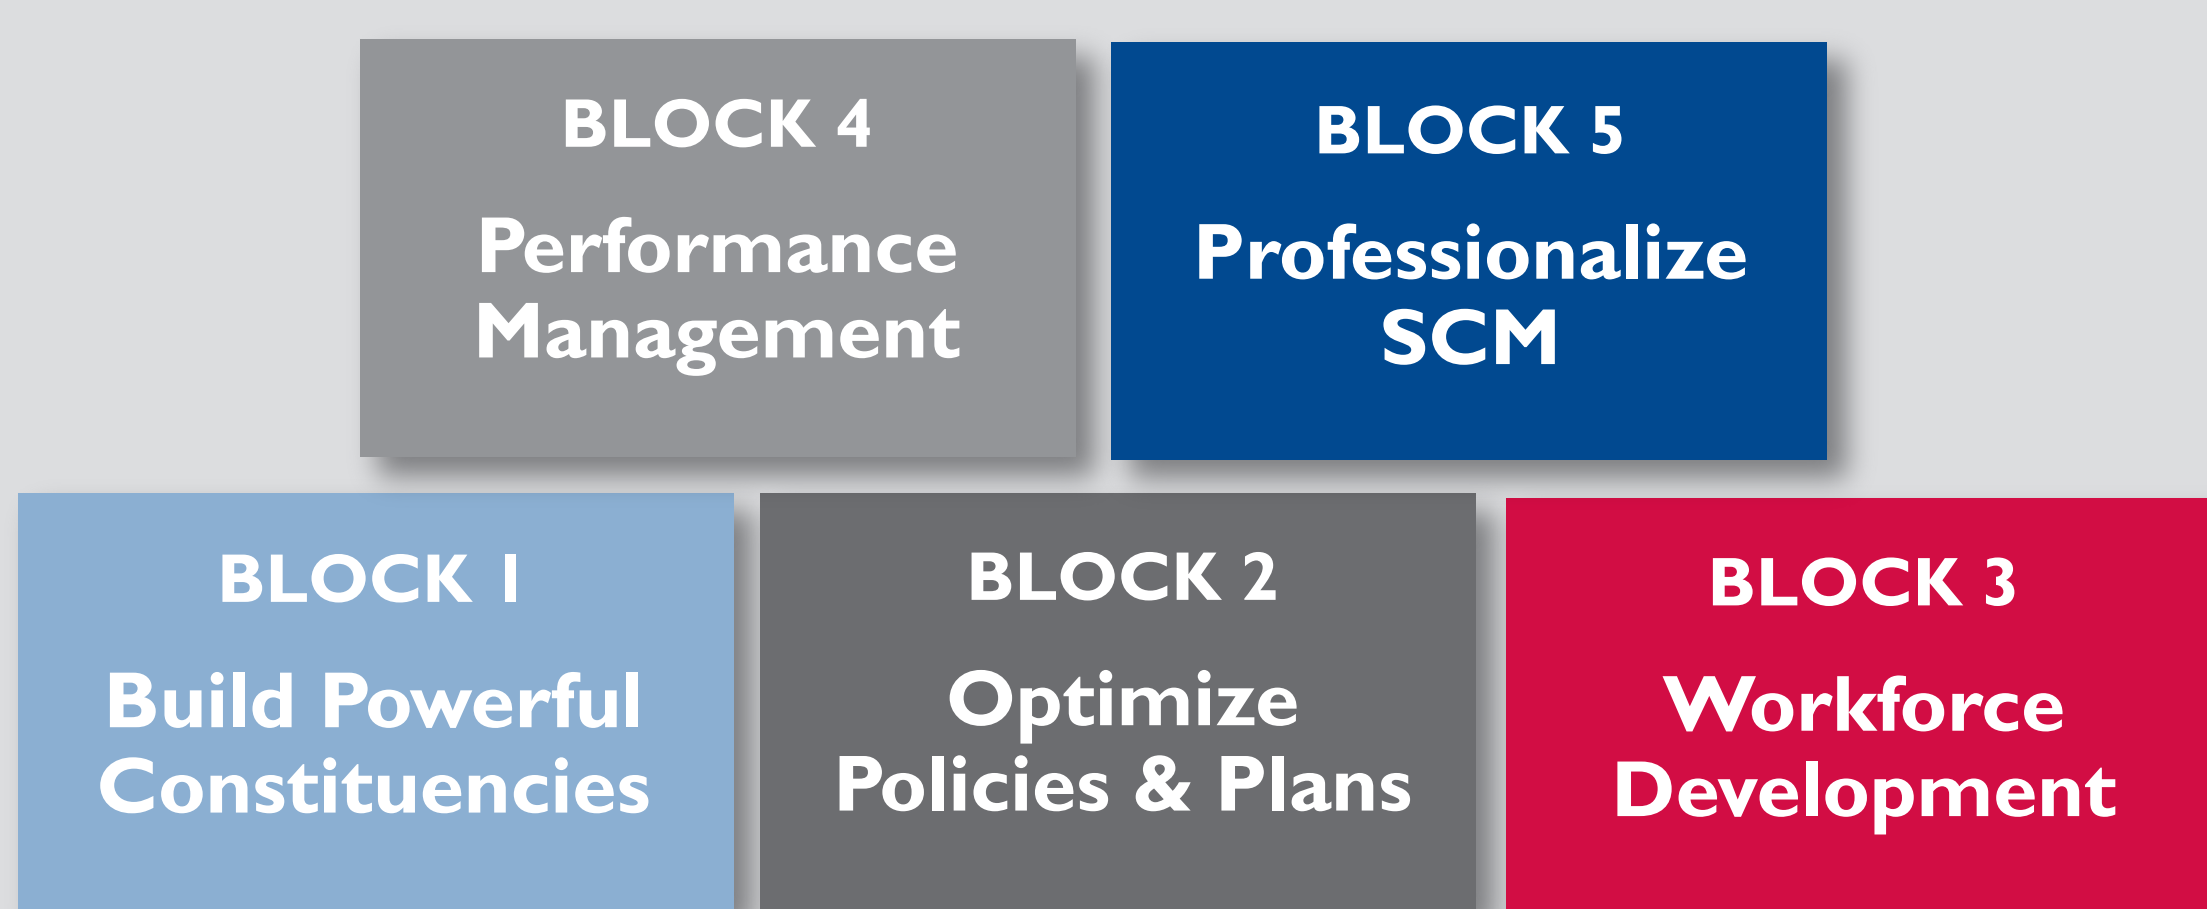 BLOCK 4
Performance
Management
BLOCK 5
Professionalize
SCM
BLOCK 1
Build Powerful
Constituencies
BLOCK 2
Optimize
Policies & Plans
BLOCK 3
Workforce
Development